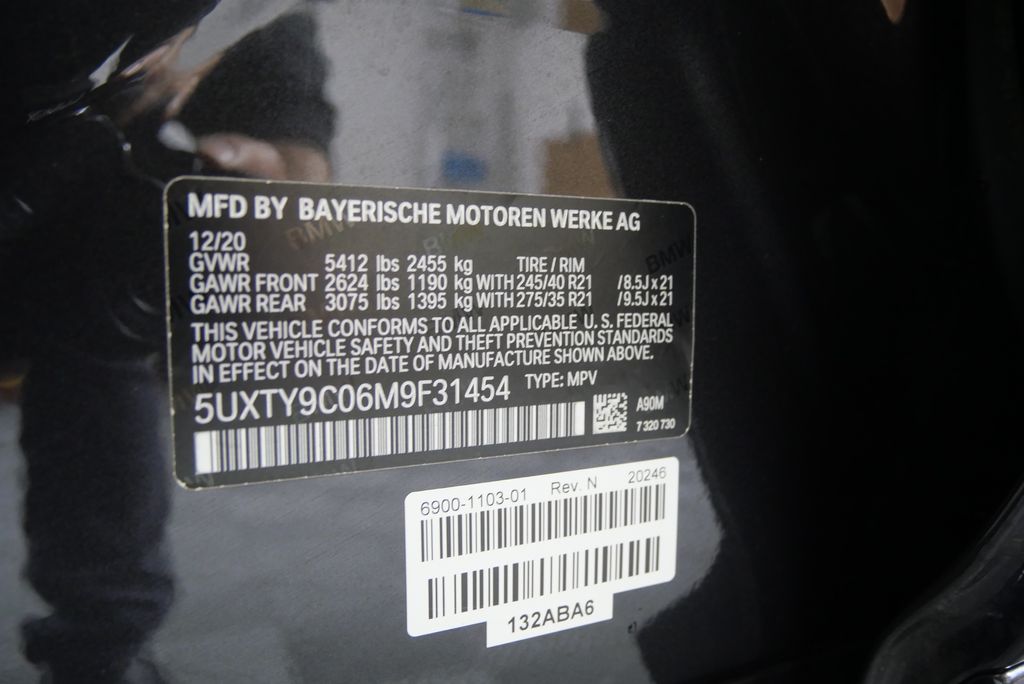 MFD BY BAYERISCHE MOTOREN WERKE AG
12/20
GVWR 5412 lbs 2455 kg TIRE / RIM
GAWR FRONT 2624 lbs 1190 kg WITH 245/40 R21 /8.5J x 21
GAWR REAR 3075 lbs 1395 kg WITH 275/35 R21 /9.5J x 21
THIS VEHICLE CONFORMS TO ALL APPLICABLE U.S. FEDERAL
MOTOR VEHICLE SAFETY AND THEFT PREVENTION STANDARDS
IN EFFECT ON THE DATE OF MANUFACTURE SHOWN ABOVE.
5UXTY9C06M9F31454 TYPE: MPV
A90M
7 320 730
6900-1103-01 Rev. N 20246
132ABA6